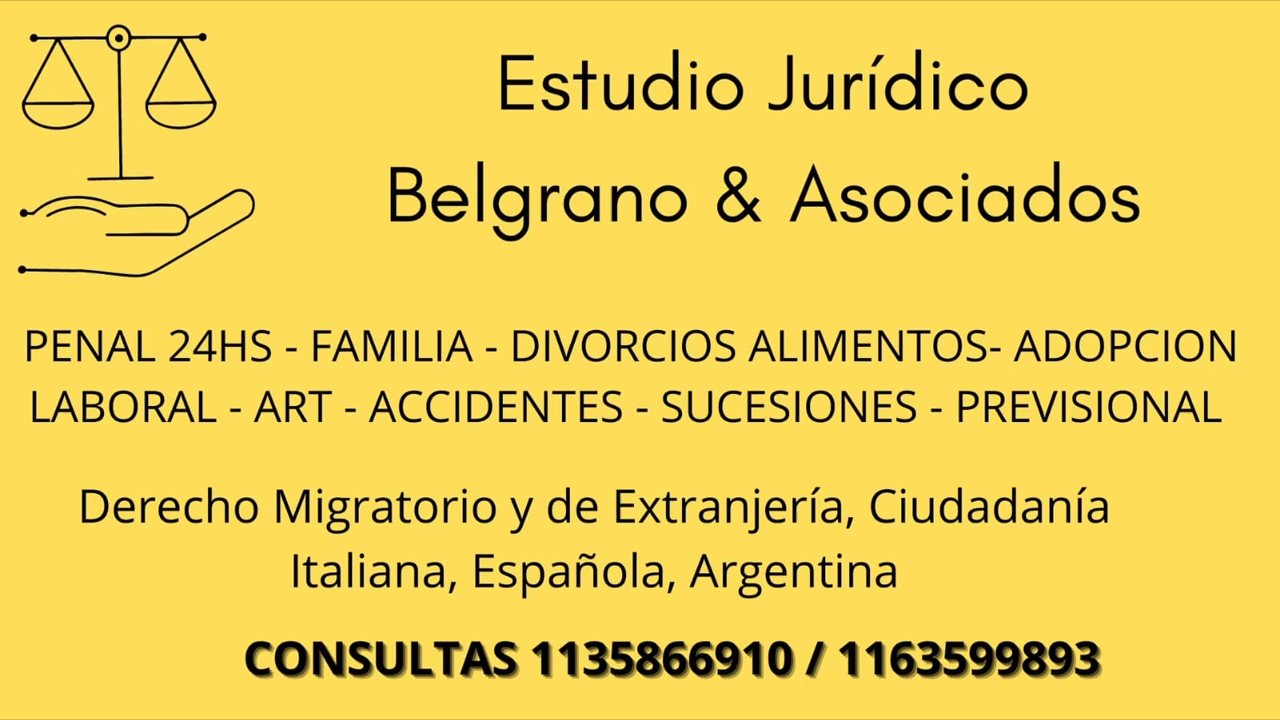 Estudio Jurídico
Belgrano & Asociados
PENAL 24HS - FAMILIA - DIVORCIOS ALIMENTOS- ADOPCION
LABORAL - ART - ACCIDENTES - SUCESIONES - PREVISIONAL
Derecho Migratorio y de Extranjería, Ciudadanía
Italiana, Española, Argentina
CONSULTAS 1135866910 / 1163599893